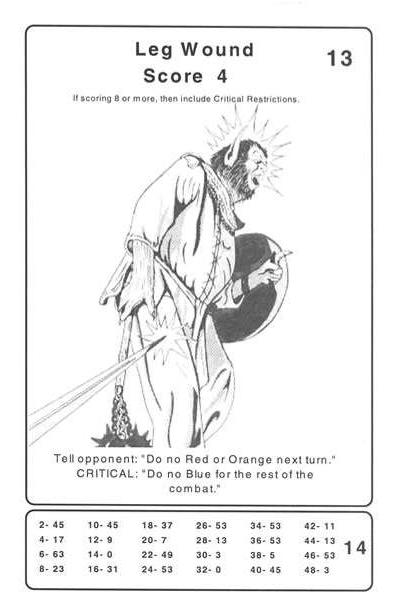 Leg Wound
Score 4
13
If scoring 8 or more, then include Critical Restrictions.
Tell opponent: "Do no Red or Orange next turn."
CRITICAL: "Do no Blue for the rest of the
combat."
2- 45 10- 45 18- 37 26- 53 34- 53 42- 11
4- 17 12- 9 20- 7 28- 13 36- 53 44- 13
6- 63 14- 0 22- 49 30- 3 38- 5 46- 53
8- 23 16- 31 24- 53 32- 0 40- 45 48- 3
14